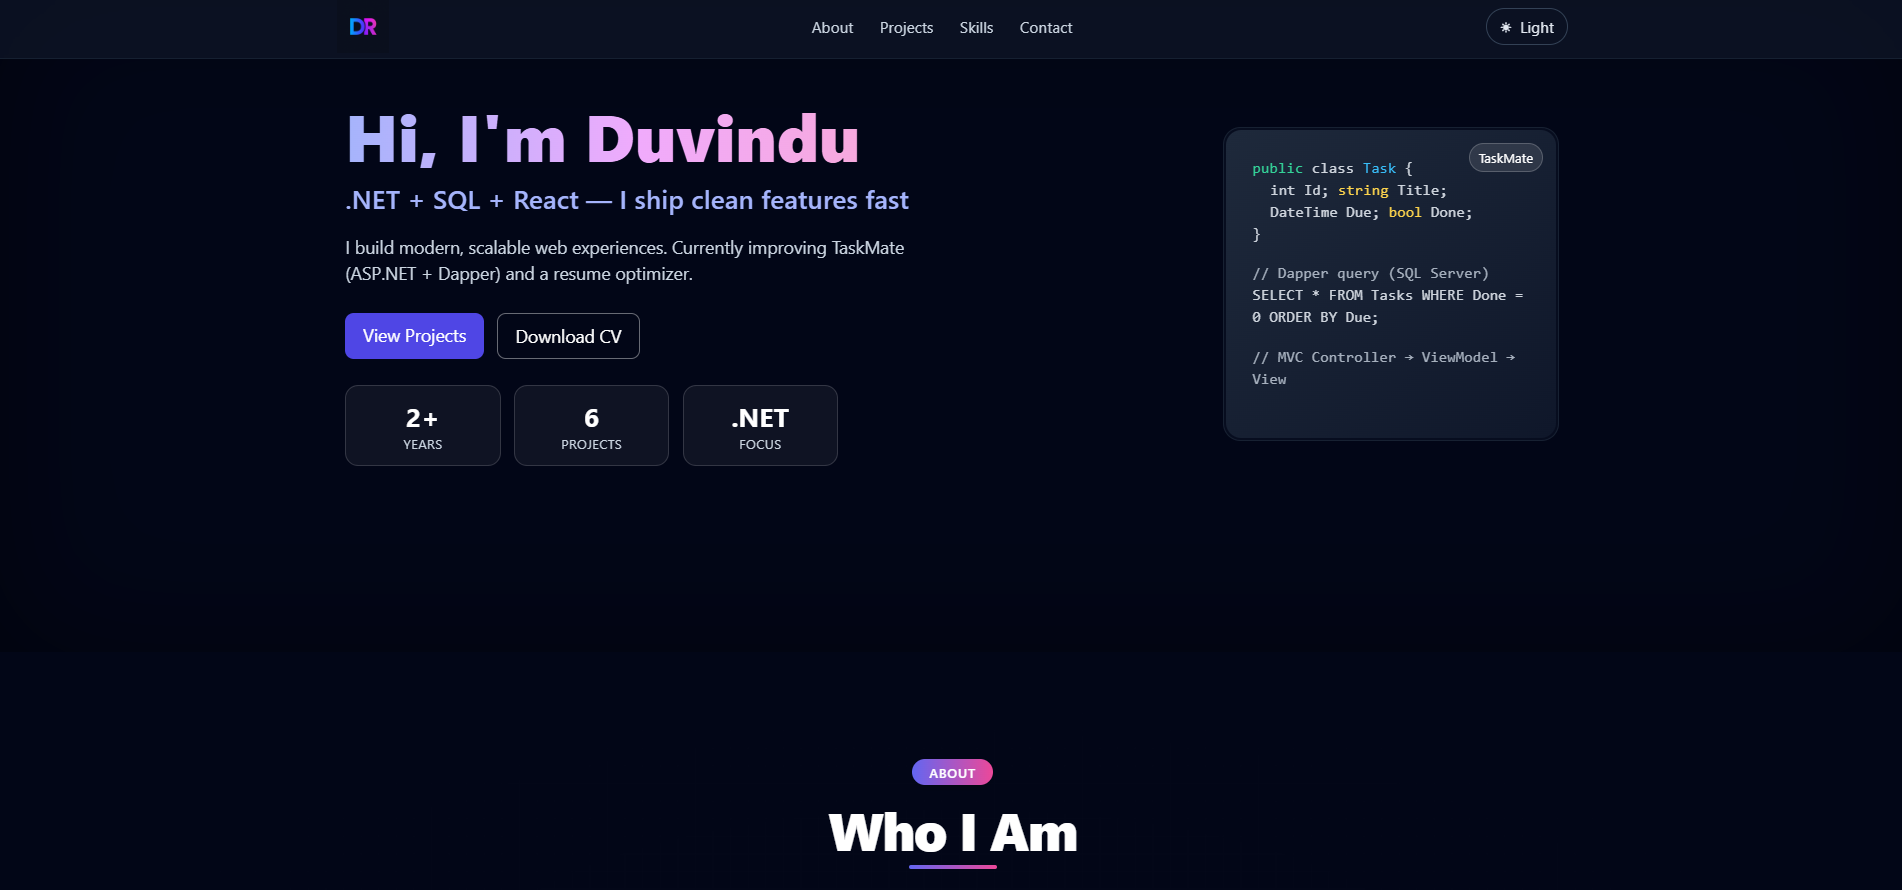 DR
About Projects Skills Contact
Light
Hi, I'm Duvindu
.NET + SQL + React — I ship clean features fast
I build modern, scalable web experiences. Currently improving TaskMate
(ASP.NET + Dapper) and a resume optimizer.
View Projects
Download CV
2+
YEARS
6
PROJECTS
.NET
FOCUS
TaskMate
public class Task {
int Id; string Title;
DateTime Due; bool Done;
}
// Dapper query (SQL Server)
SELECT * FROM Tasks WHERE Done =
0 ORDER BY Due;
// MVC Controller → ViewModel →
View
ABOUT
Who I Am